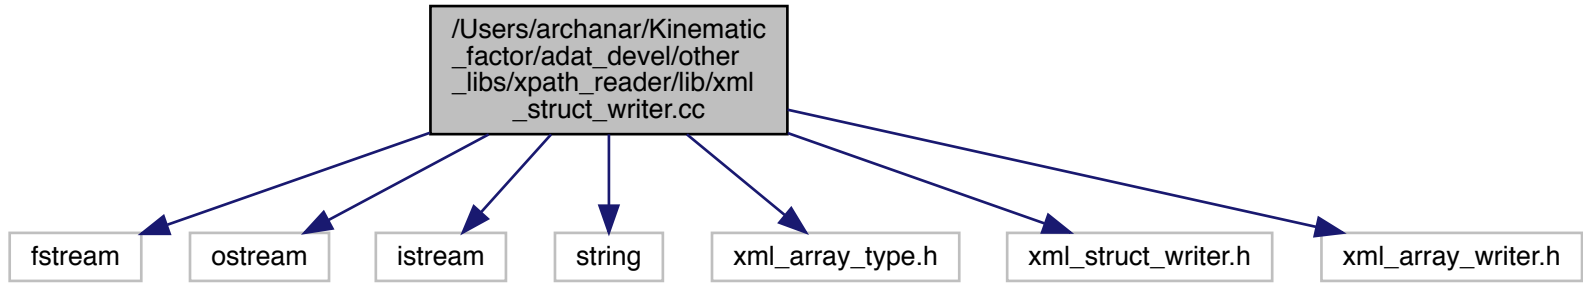 /Users/archanar/Kinematic
_factor/adat_devel/other
_libs/xpath_reader/lib/xml
_struct_writer.cc
fstream
ostream
istream
string
xml_array_type.h
xml_struct_writer.h
xml_array_writer.h